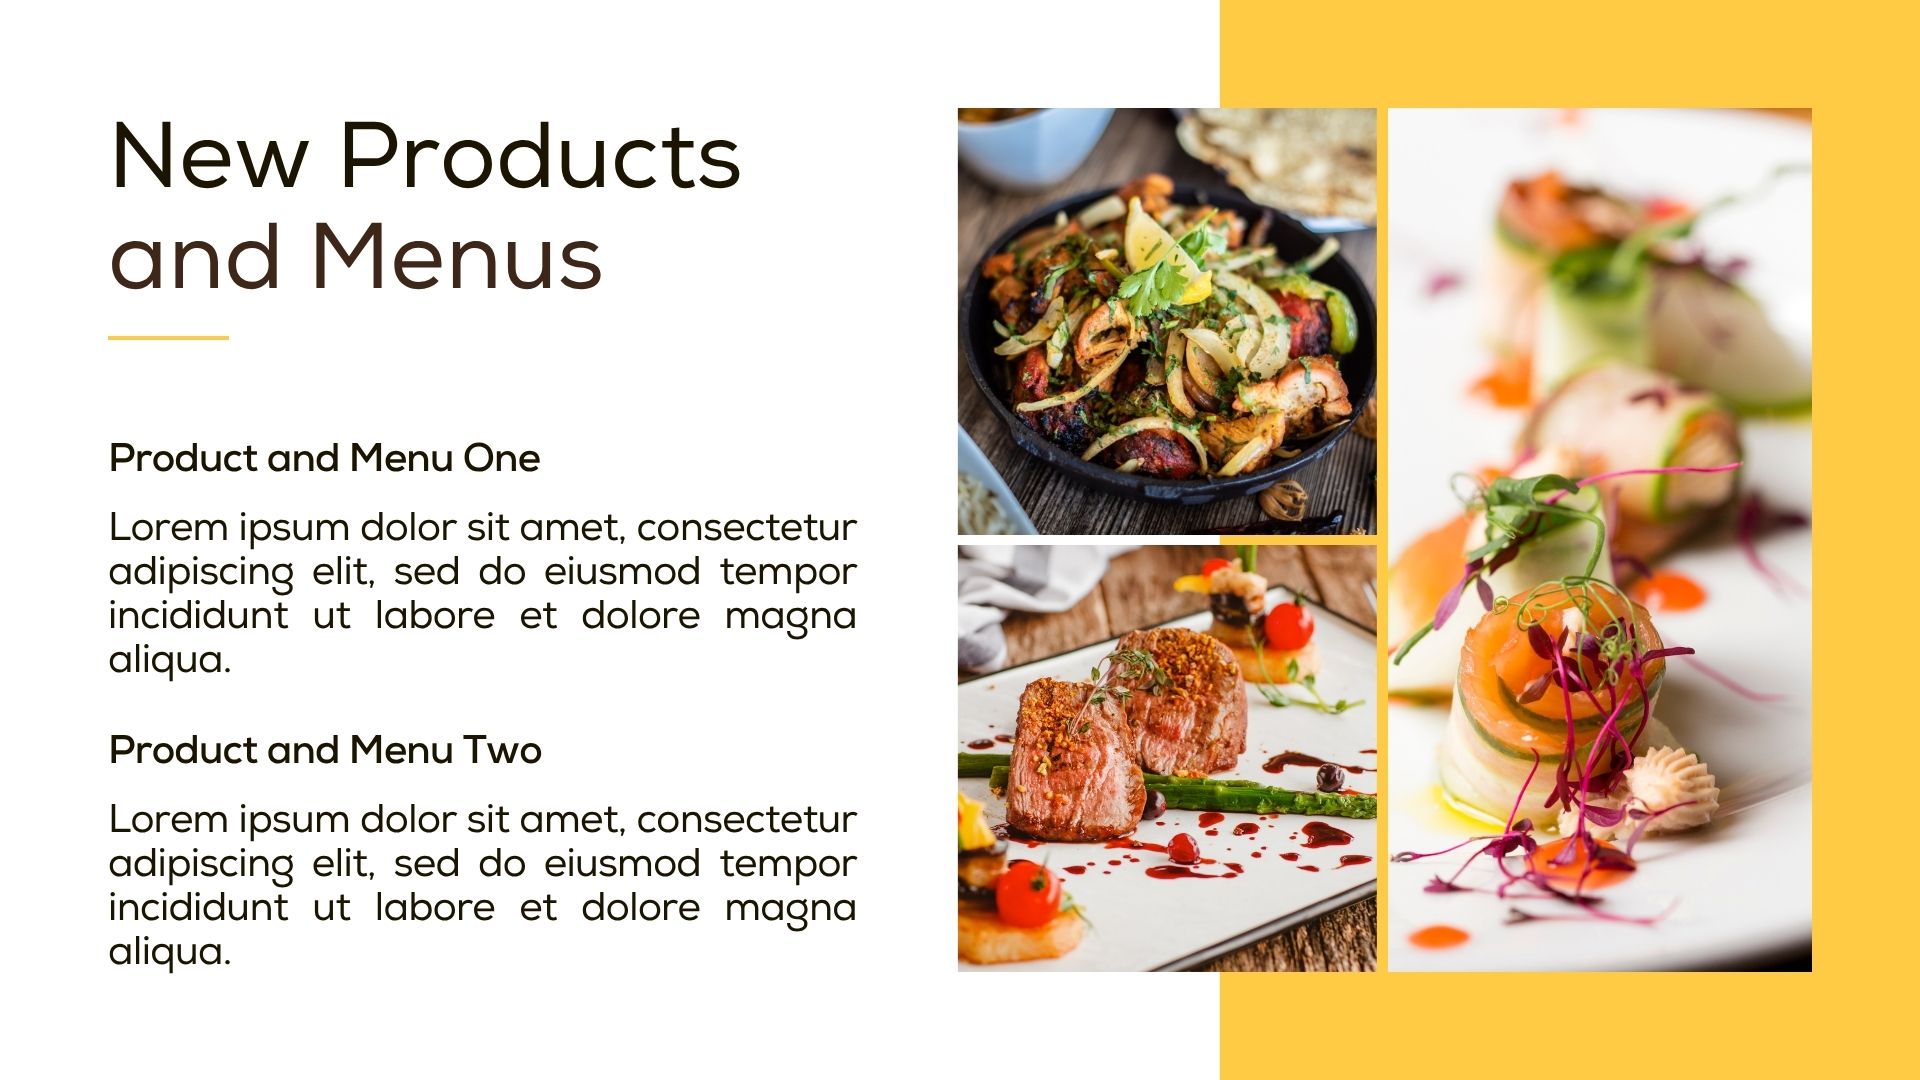 New Products
and Menus
Product and Menu One
Lorem ipsum dolor sit amet, consectetur
adipiscing elit, sed do eiusmod tempor
incididunt ut labore et dolore magna
aliqua.
Product and Menu Two
Lorem ipsum dolor sit amet, consectetur
adipiscing elit, sed do eiusmod tempor
incididunt ut labore et dolore magna
aliqua.